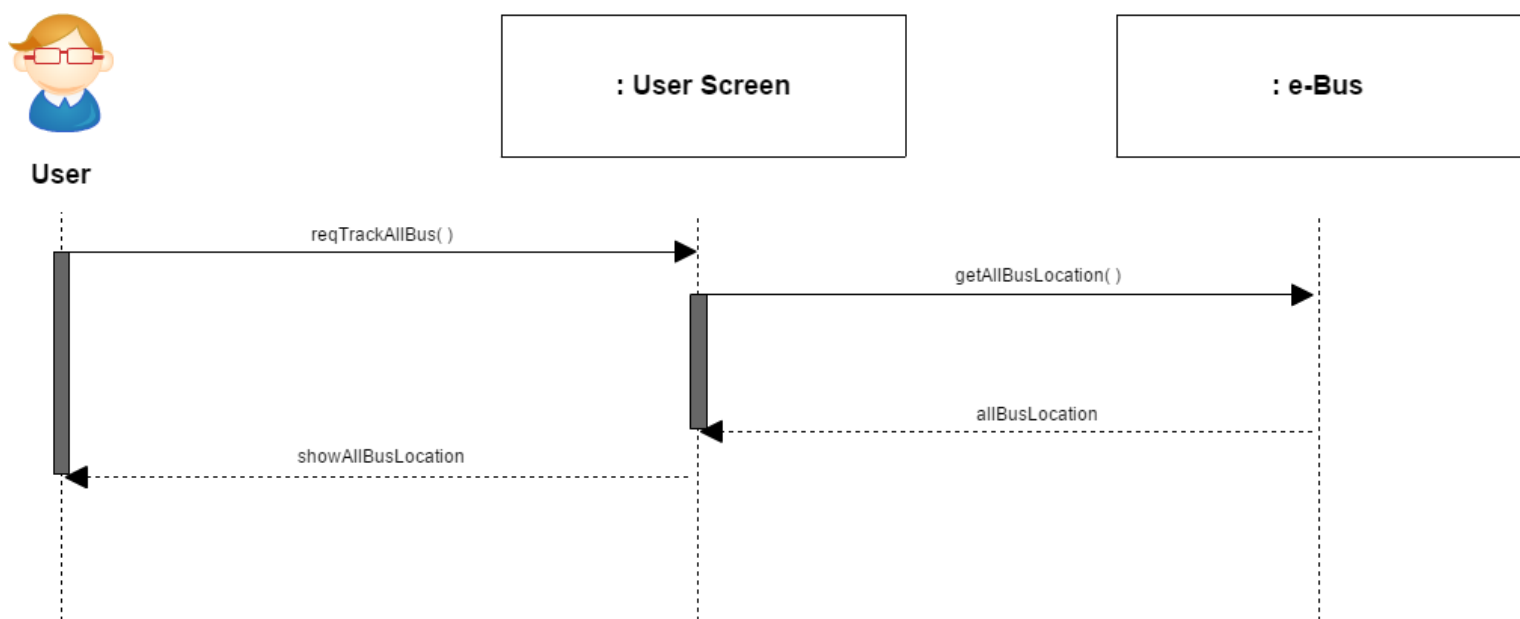 : User Screen
: e-Bus
User
reqTrackAllBus( )
getAllBusLocation( )
allBusLocation
showAllBusLocation